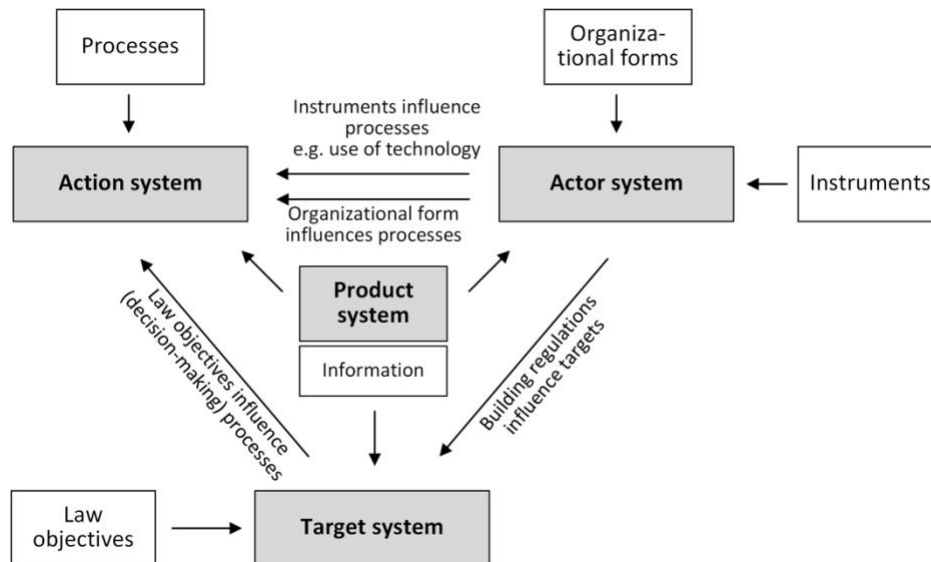 Processes
Organiza-
tional forms
Instruments influence
processes
e.g. use of technology
Action system
Actor system
Instruments
Organizational form
influences processes
Product
system
Information
Law objectives influence
(decision-making) processes
Building regulations
influence targets
Law
objectives
Target system